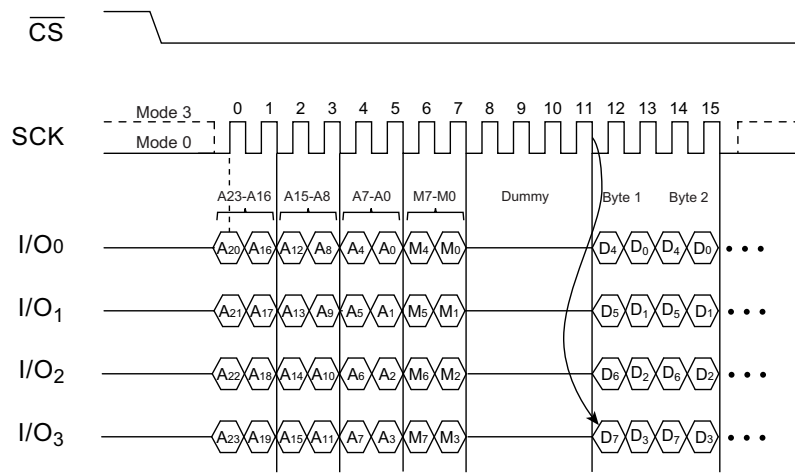 CS
0 1 2 3 4 5 6 7 8 9 10 11 12 13 14 15
Mode 3
SCK Mode 0
A23-A16 A15-A8 A7-A0 M7-M0 Dummy Byte 1 Byte 2
I/O0 A20 A16 A12 A8 A4 A0 M4 M0 D4 D0 D4 D0 • • •
I/O1 A21 A17 A13 A9 A5 A1 M5 M1 D5 D1 D5 D1 • • •
I/O2 A22 A18 A14 A10 A6 A2 M6 M2 D6 D2 D6 D2 • • •
I/O3 A23 A19 A15 A11 A7 A3 M7 M3 D7 D3 D7 D3 • • •